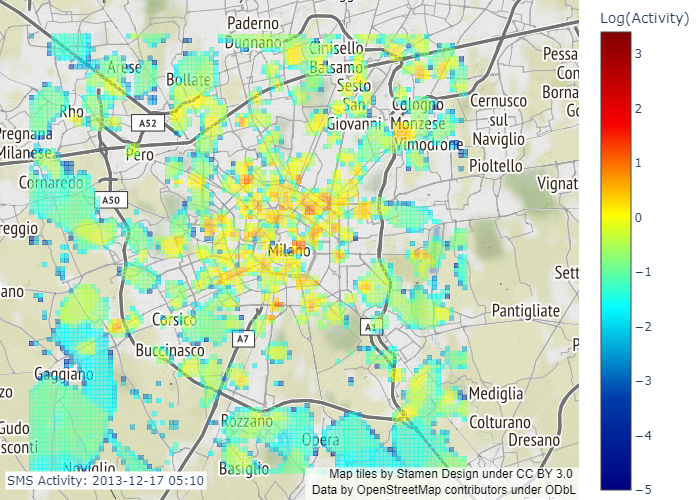 Log(Activity)
Paderno
Dugnano
Cinisello
Balsamo
Arese
Bollate
Sesto
San
Giovanni
Cologno
Monzese
Cernusco
sul
Naviglio
Pessa
Con
Borna
Go
Rho
A52
Pregnana
Milanese
Pero
Vimodrone
Pioltello
Cornaredo
A50
Vignat
reggio
Milano
Sett
ano
Corsico
A7
Pantigliate
Buccinasco
P
Gaggiano
zo
Mediglia
Gudo
sconti
Rozzano
Opera
Colturano
Dresano
Noviglio
Basiglio
SMS Activity: 2013-12-17 05:10
Map tiles by Stamen Design under CC BY 3.0
Data by OpenStreetMap contributors under ODbL
3
2
1
0
−1
−2
−3
−4
−5